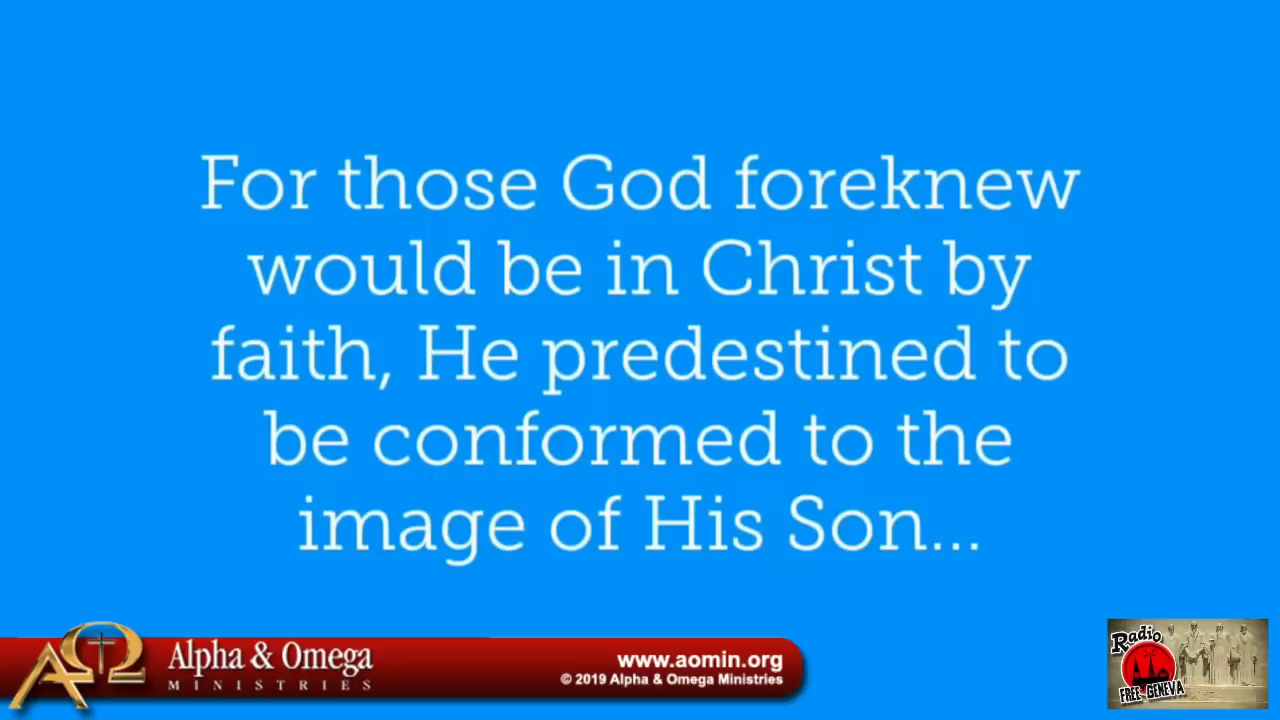 For those God foreknew
would be in Christ by
faith, He predestined to
be conformed to the
image of His Son...
ΑΩ
Alpha & Omega
MINISTRIES
www.aomin.org
© 2019 Alpha & Omega Ministries
Radio
FREE GENEVA